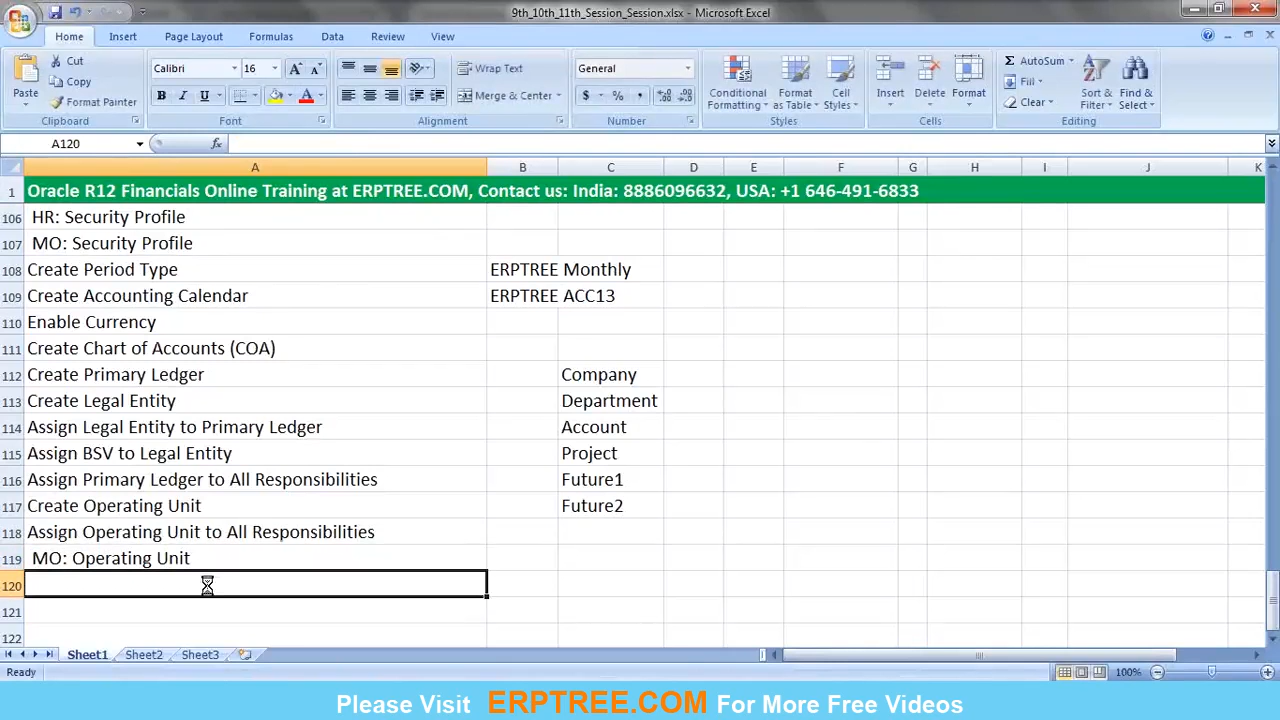 9th_10th_11th_Session_Session.xlsx - Microsoft Excel
Home Insert Page Layout Formulas Data Review View
Paste Cut Copy Format Painter Clipboard
Calibri 16 A A B I U A Font
Wrap Text Merge & Center Alignment
General $ % , Number
Conditional Formatting Format as Table Cell Styles Styles
Insert Delete Format Cells
Σ AutoSum Fill Clear Sort & Filter Find & Select Editing
A120 fx
A B C D E F G H I J K
1 Oracle R12 Financials Online Training at ERPTREE.COM, Contact us: India: 8886096632, USA: +1 646-491-6833
106 HR: Security Profile
107 MO: Security Profile
108 Create Period Type ERPTREE Monthly
109 Create Accounting Calendar ERPTREE ACC13
110 Enable Currency
111 Create Chart of Accounts (COA)
112 Create Primary Ledger Company
113 Create Legal Entity Department
114 Assign Legal Entity to Primary Ledger Account
115 Assign BSV to Legal Entity Project
116 Assign Primary Ledger to All Responsibilities Future1
117 Create Operating Unit Future2
118 Assign Operating Unit to All Responsibilities
119 MO: Operating Unit
120
121
122
Sheet1 Sheet2 Sheet3
Ready 100%
Please Visit ERPTREE.COM For More Free Videos